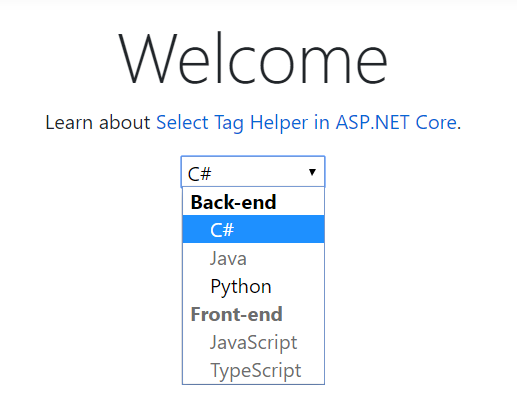 Welcome
Learn about Select Tag Helper in ASP.NET Core.
C#
Back-end
C#
Java
Python
Front-end
JavaScript
TypeScript